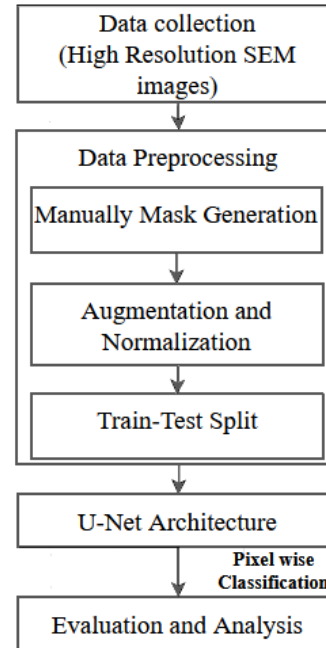 Data collection
(High Resolution SEM
images)
Data Preprocessing
Manually Mask Generation
Augmentation and
Normalization
Train-Test Split
U-Net Architecture
Pixel wise
Classification
Evaluation and Analysis